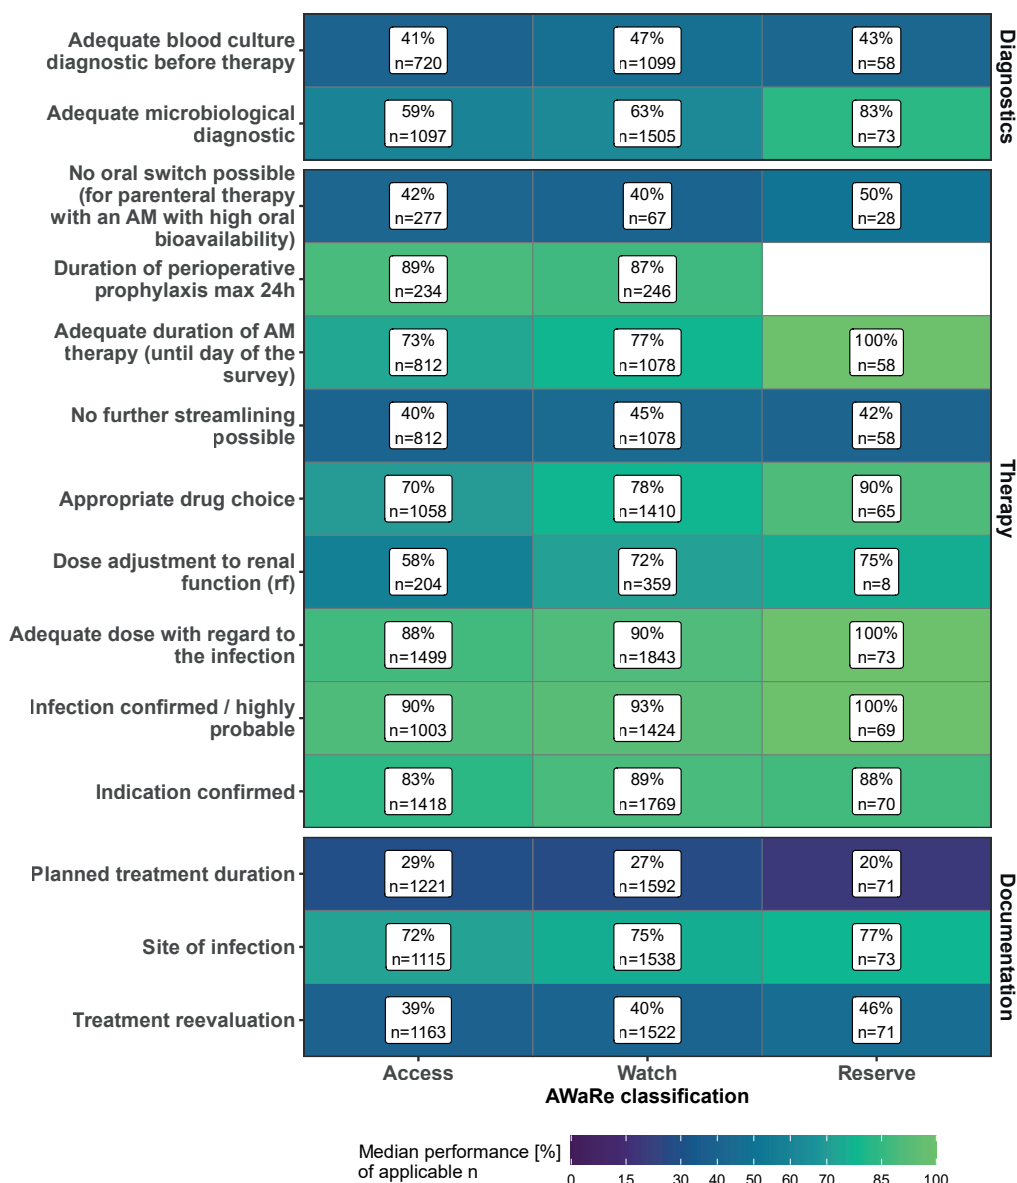 Adequate blood culture
diagnostic before therapy
41%
n=720
47%
n=1099
43%
n=58
Adequate microbiological
diagnostic
59%
n=1097
63%
n=1505
83%
n=73
Diagnostics
No oral switch possible
(for parenteral therapy
with an AM with high oral
bioavailability)
42%
n=277
40%
n=67
50%
n=28
Duration of perioperative
prophylaxis max 24h
89%
n=234
87%
n=246
Adequate duration of AM
therapy (until day of the
survey)
73%
n=812
77%
n=1078
100%
n=58
No further streamlining
possible
40%
n=812
45%
n=1078
42%
n=58
Appropriate drug choice
70%
n=1058
78%
n=1410
90%
n=65
Dose adjustment to renal
function (rf)
58%
n=204
72%
n=359
75%
n=8
Adequate dose with regard to
the infection
88%
n=1499
90%
n=1843
100%
n=73
Infection confirmed / highly
probable
90%
n=1003
93%
n=1424
100%
n=69
Indication confirmed
83%
n=1418
89%
n=1769
88%
n=70
Therapy
Planned treatment duration
29%
n=1221
27%
n=1592
20%
n=71
Site of infection
72%
n=1115
75%
n=1538
77%
n=73
Treatment reevaluation
39%
n=1163
40%
n=1522
46%
n=71
Documentation
Access
Watch
Reserve
AWaRe classification
Median performance [%]
of applicable n
0 15 30 40 50 60 70 85 100